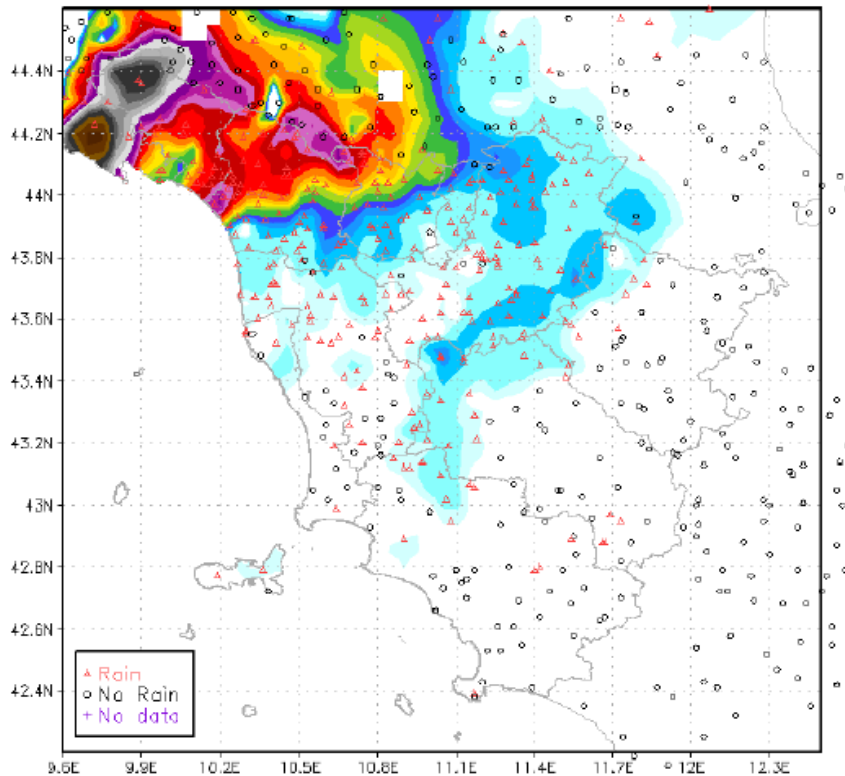 44.4N
44.2N
44N
43.8N
43.6N
43.4N
43.2N
43N
42.8N
42.6N
42.4N
Rain
No Rain
No data
9.6E 9.9E 10.2E 10.5E 10.8E 11.1E 11.4E 11.7E 12E 12.3E